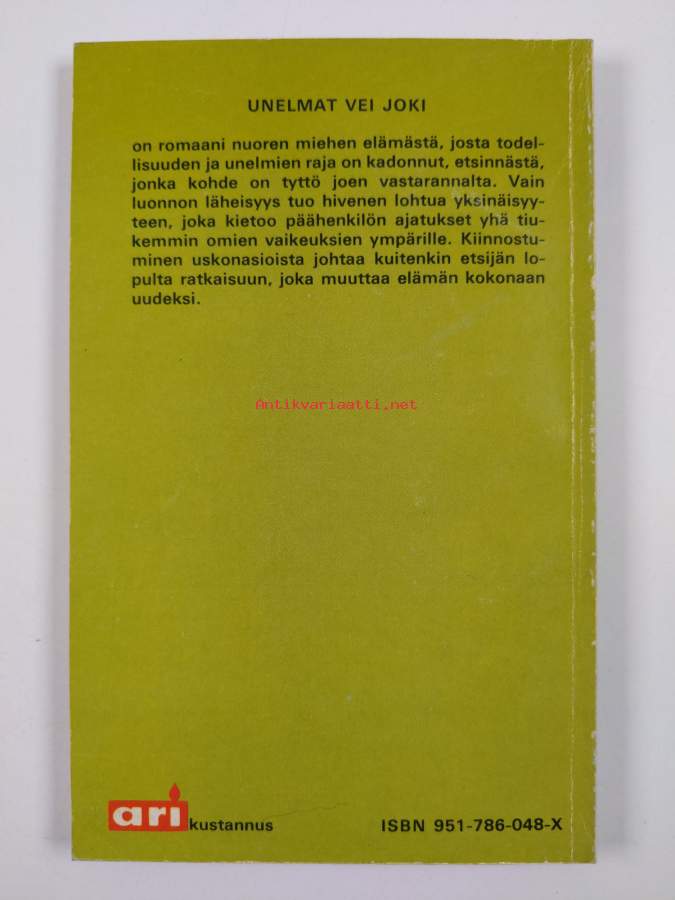 UNELMAT VEI JOKI
on romaani nuoren miehen elämästä, josta todel-
lisuuden ja unelmien raja on kadonnut, etsinnästä,
jonka kohde on tyttö joen vastarannalta. Vain
luonnon läheisyys tuo hivenen lohtua yksinäisyy-
teen, joka kietoo päähenkilön ajatukset yhä tiu-
kemmin omien vaikeuksien ympärille. Kiinnostu-
minen uskonasioista johtaa kuitenkin etsijän lo-
pulta ratkaisuun, joka muuttaa elämän kokonaan
uudeksi.
Antikvariaatti.net
ari kustannus
ISBN 951-786-048-X